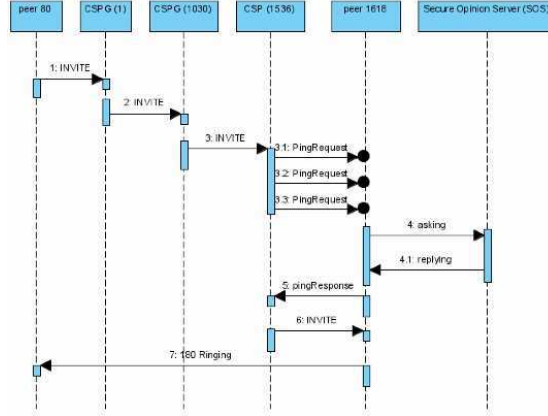 peer 80
CSPG (1)
CSPG (1030)
CSP (1536)
peer 1618
Secure Opinion Server (SOS)
1: INVITE
2: INVITE
3: INVITE
3.1: PingRequest
3.2: PingRequest
3.3: PingRequest
4: asking
4.1: replying
5: pingResponse
6: INVITE
7: 180 Ringing